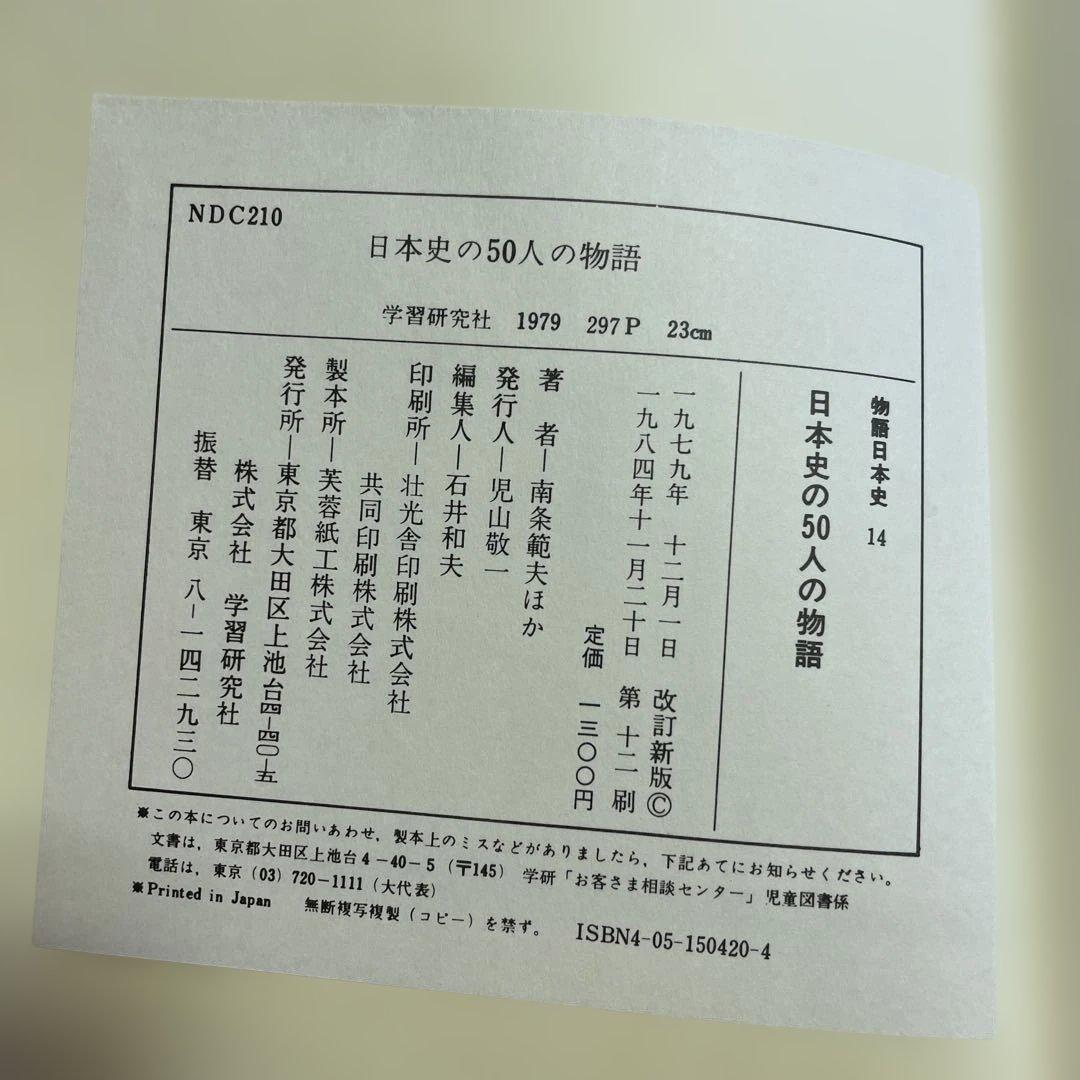 NDC210
日本史の50人の物語
学習研究社 1979 297P 23cm
物語日本史 14
日本史の50人の物語
一九七九年 十二月一日 改訂新版©
一九八四年十一月二十日 第十二刷
定価 一三〇〇円
著 者―南条範夫ほか
発行人―児山敬一
編集人―石井和夫
印刷所―壮光舎印刷株式会社
共同印刷株式会社
製本所―芙蓉紙工株式会社
発行所―東京都大田区上池台四―四〇―五
株式会社 学習研究社
振替 東京 八―一四二九三〇
※この本についてのお問いあわせ，製本上のミスなどがありましたら，下記あてにお知らせください。
文書は，東京都大田区上池台4-40-5（〒145）学研「お客さま相談センター」児童図書係
電話は，東京（03）720-1111（大代表）
※Printed in Japan 無断複写複製（コピー）を禁ず。 ISBN4-05-150420-4